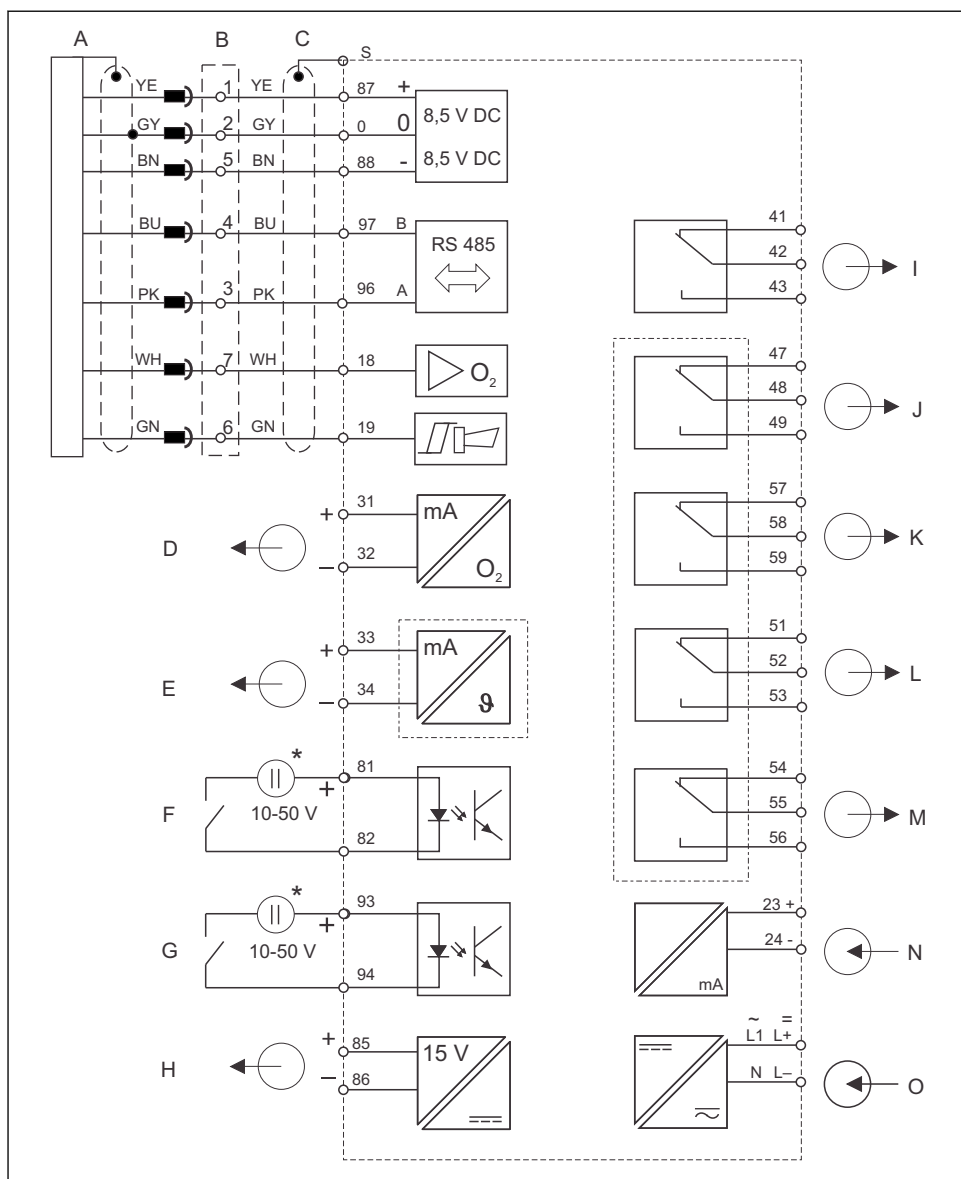 A B C S
YE 1 YE 87 +
GY 2 GY 0 0 8,5 V DC
BN 5 BN 88 - 8,5 V DC
BU 4 BU 97 B RS 485
PK 3 PK 96 A
WH 7 WH 18 O2
GN 6 GN 19
D + 31 mA
– 32 O2
E + 33 mA
– 34 ϑ
F * 81
10-50 V +
82
G * 93
10-50 V +
94
H + 85 15 V
– 86
41
42 I
43
47
48 J
49
57
58 K
59
51
52 L
53
54
55 M
56
23 +
24 - N
mA
~ =
L1 L+
N L– O